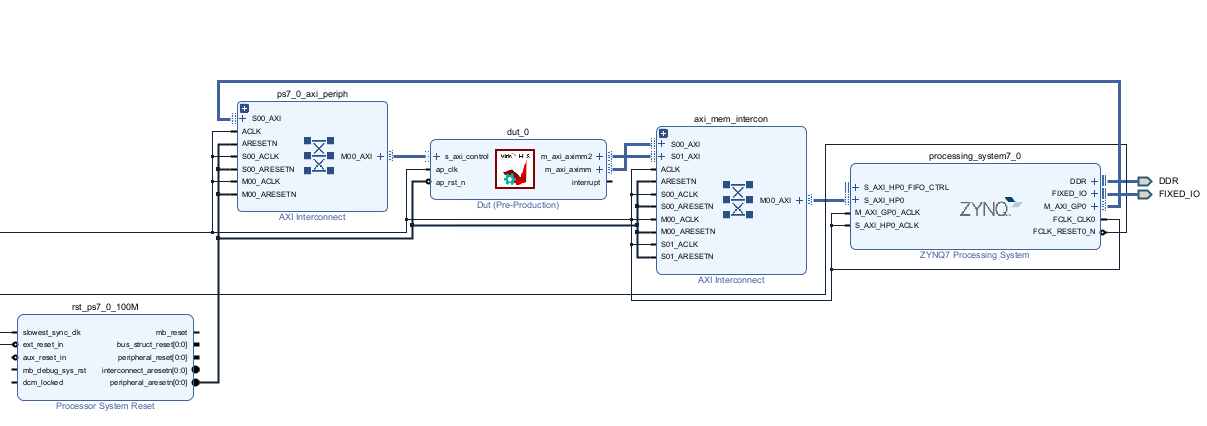 ps7_0_axi_periph
S00_AXI
ACLK
ARESETN
S00_ACLK
S00_ARESETN
M00_ACLK
M00_ARESETN
M00_AXI
AXI Interconnect
dut_0
s_axi_control
ap_clk
ap_rst_n
m_axi_aximm2
m_axi_aximm
interrupt
Dut (Pre-Production)
axi_mem_intercon
S00_AXI
S01_AXI
ACLK
ARESETN
S00_ACLK
S00_ARESETN
M00_ACLK
M00_ARESETN
S01_ACLK
S01_ARESETN
M00_AXI
AXI Interconnect
processing_system7_0
S_AXI_HP0_FIFO_CTRL
S_AXI_HP0
M_AXI_GP0_ACLK
S_AXI_HP0_ACLK
ZYNQ
DDR
FIXED_IO
M_AXI_GP0
FCLK_CLK0
FCLK_RESET0_N
ZYNQ7 Processing System
DDR
FIXED_IO
rst_ps7_0_100M
slowest_sync_clk
ext_reset_in
aux_reset_in
mb_debug_sys_rst
dcm_locked
mb_reset
bus_struct_reset[0:0]
peripheral_reset[0:0]
interconnect_aresetn[0:0]
peripheral_aresetn[0:0]
Processor System Reset